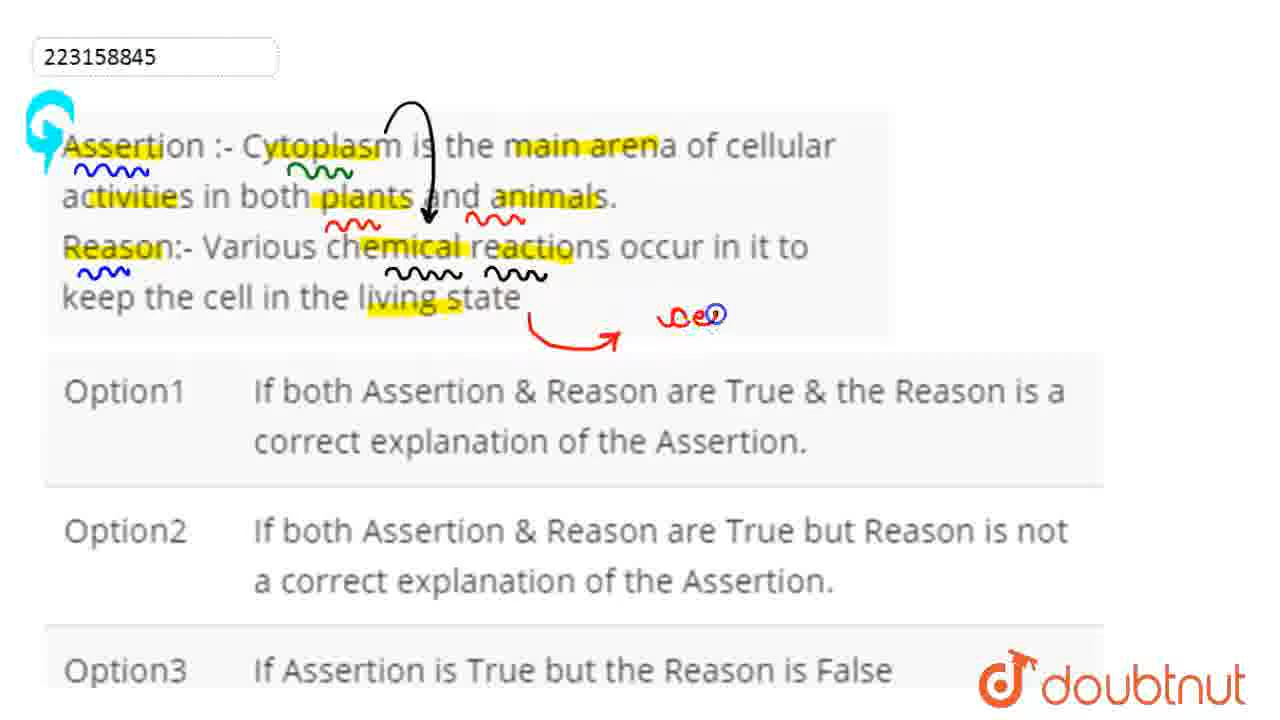 223158845
Assertion :- Cytoplasm is the main arena of cellular
activities in both plants and animals.
Reason:- Various chemical reactions occur in it to
keep the cell in the living state
Option1 If both Assertion & Reason are True & the Reason is a
correct explanation of the Assertion.
Option2 If both Assertion & Reason are True but Reason is not
a correct explanation of the Assertion.
Option3 If Assertion is True but the Reason is False
doubtnut